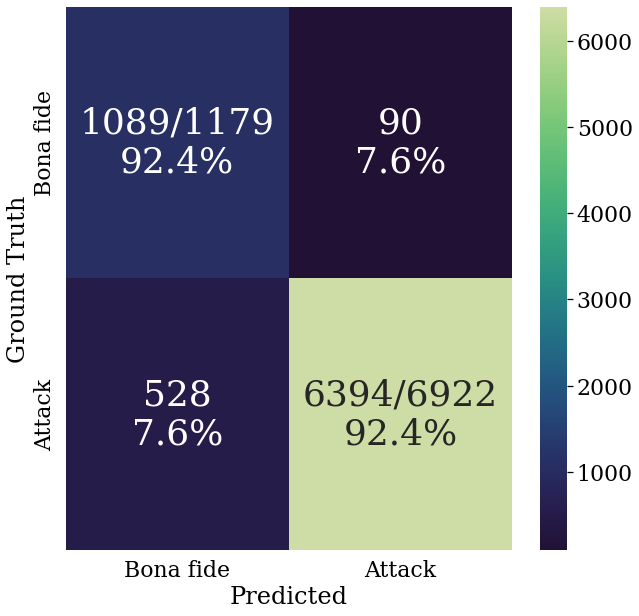 Ground Truth
Bona fide
Attack
1089/1179
92.4%
90
7.6%
528
7.6%
6394/6922
92.4%
Bona fide
Attack
Predicted
6000
5000
4000
3000
2000
1000